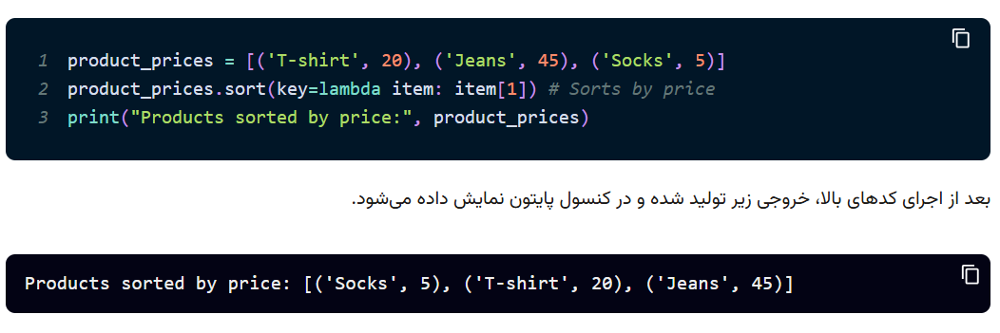 1 product_prices = [('T-shirt', 20), ('Jeans', 45), ('Socks', 5)]
2 product_prices.sort(key=lambda item: item[1]) # Sorts by price
3 print("Products sorted by price:", product_prices)
بعد از اجرای کدهای بالا، خروجی زیر تولید شده و در کنسول پایتون نمایش داده می‌شود.
Products sorted by price: [('Socks', 5), ('T-shirt', 20), ('Jeans', 45)]